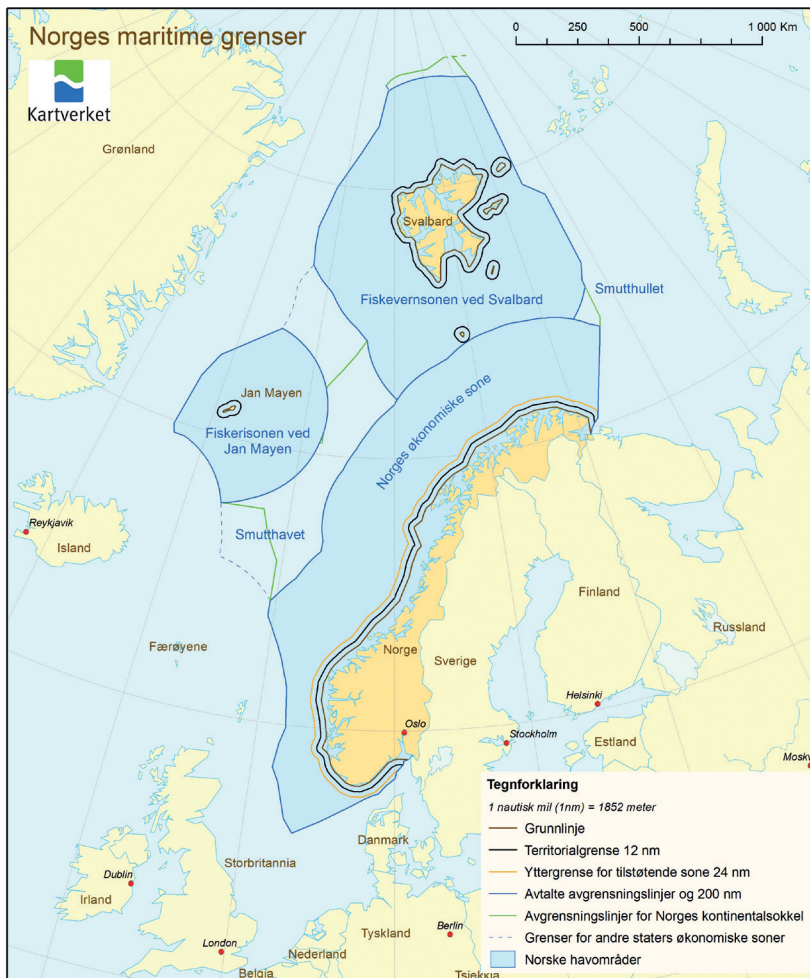 Norges maritime grenser
0 250 500 1 000 Km
Kartverket
Grønland
Svalbard
Fiskevernsonen ved Svalbard
Smutthullet
Jan Mayen
Fiskerisonen ved
Jan Mayen
Norges økonomiske sone
Reykjavik
Island
Smutthavet
Finland
Russland
Færøyene
Norge
Sverige
Helsinki
Oslo
Stockholm
Estland
Moskv
Danmark
Storbritannia
Dublin
Irland
London
Nederland
Tyskland
Berlin
Belgia
Tsjekkia
Tegnforklaring
1 nautisk mil (1nm) = 1852 meter
Grunnlinje
Territorialgrense 12 nm
Yttergrense for tilstøtende sone 24 nm
Avtalte avgrensningslinjer og 200 nm
Avgrensningslinjer for Norges kontinentalsokkel
Grenser for andre staters økonomiske soner
Norske havområder